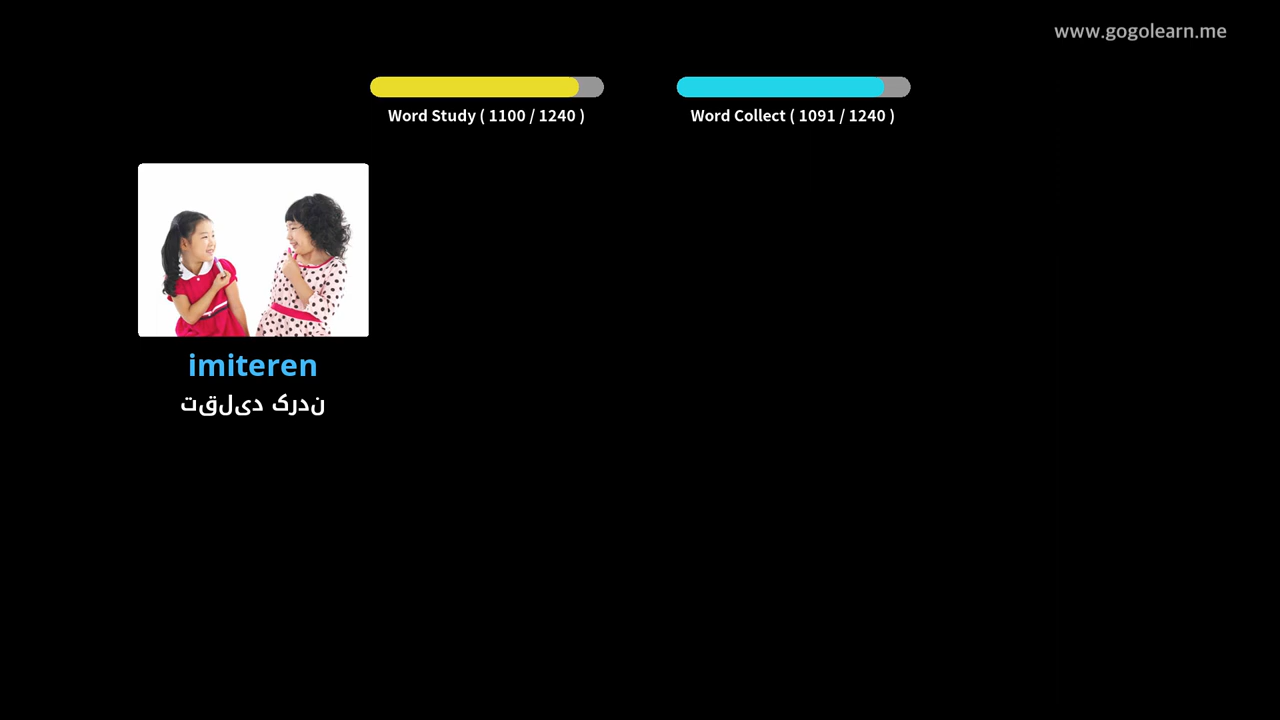 www.gogolearn.me
Word Study ( 1100 / 1240 )
Word Collect ( 1091 / 1240 )
imiteren
تقلید کردن